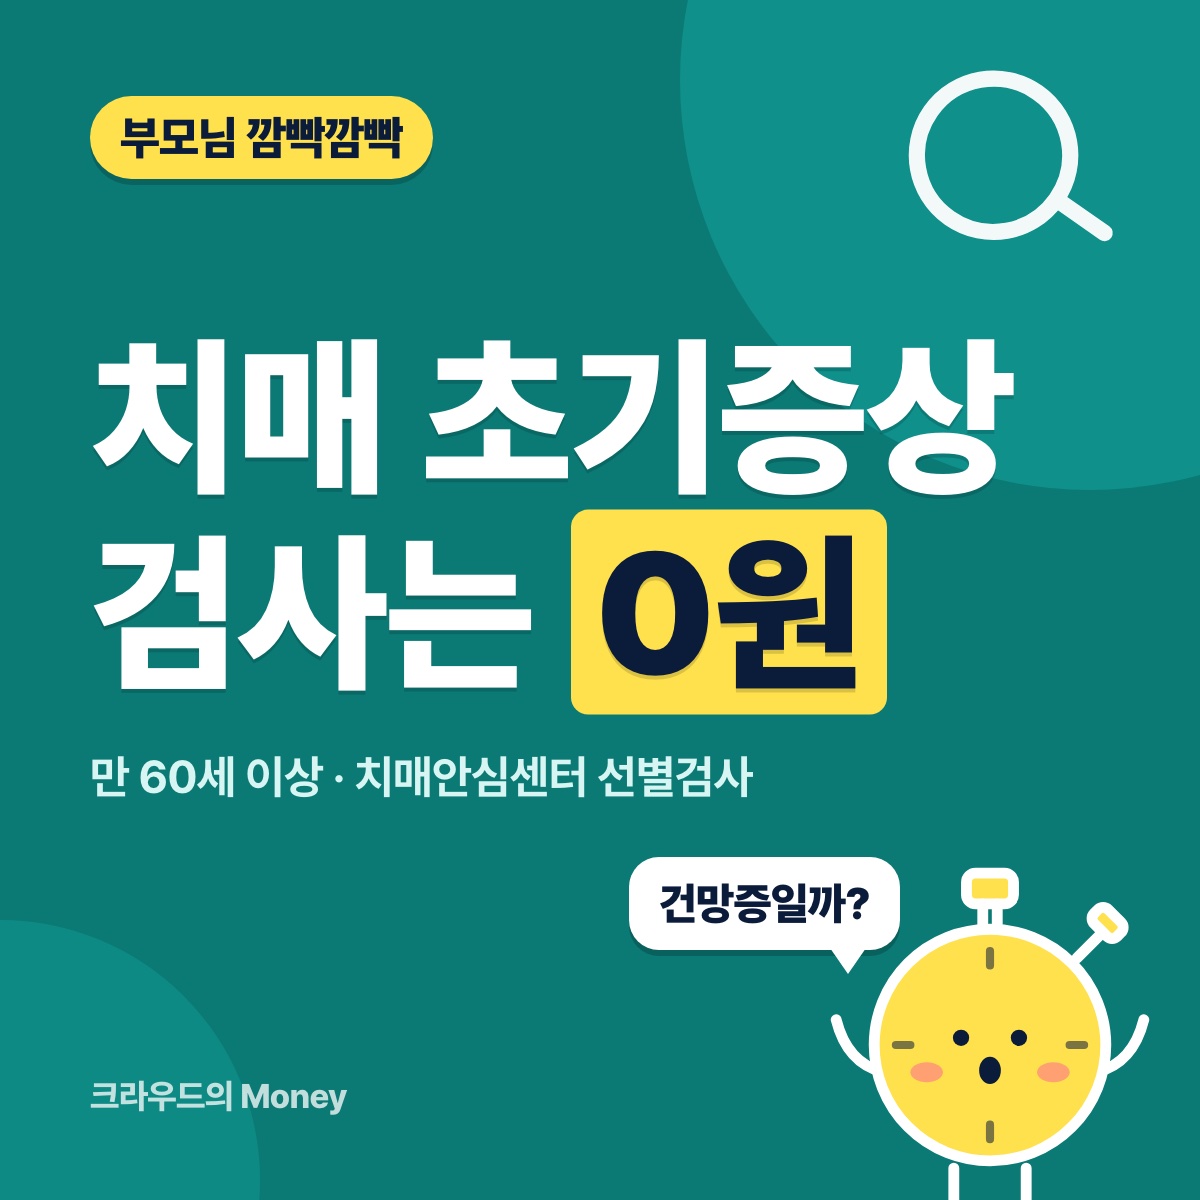 부모님 깜빡깜빡
치매 초기증상
검사는 0원
만 60세 이상 · 치매안심센터 선별검사
건망증일까?
크라우드의 Money